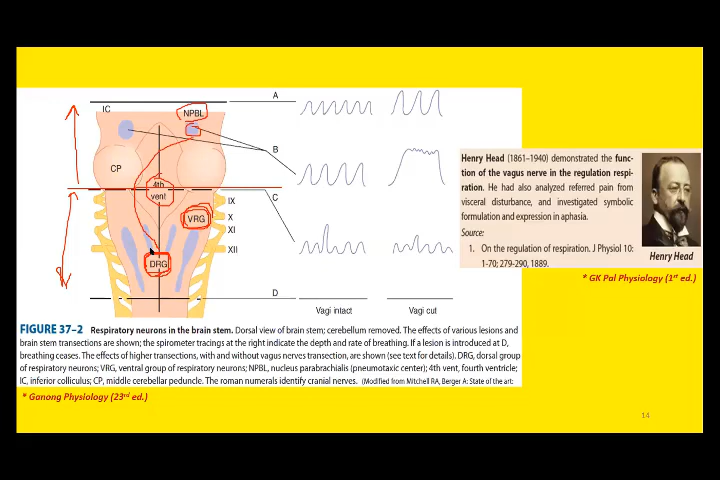 A
IC
NPBL
B
CP
4th
vent
C
IX
X
VRG
XI
XII
DRG
D
Vagi intact
Vagi cut
FIGURE 37–2 Respiratory neurons in the brain stem. Dorsal view of brain stem; cerebellum removed. The effects of various lesions and
brain stem transections are shown; the spirometer tracings at the right indicate the depth and rate of breathing. If a lesion is introduced at D,
breathing ceases. The effects of higher transections, with and without vagus nerves transection, are shown (see text for details). DRG, dorsal group
of respiratory neurons; VRG, ventral group of respiratory neurons; NPBL, nucleus parabrachialis (pneumotaxic center); 4th vent, fourth ventricle;
IC, inferior colliculus; CP, middle cerebellar peduncle. The roman numerals identify cranial nerves. (Modified from Mitchell RA, Berger A: State of the art:
* Ganong Physiology (23rd ed.)
Henry Head (1861–1940) demonstrated the func-
tion of the vagus nerve in the regulation respi-
ration. He had also analyzed referred pain from
visceral disturbance, and investigated symbolic
formulation and expression in aphasia.
Source:
1. On the regulation of respiration. J Physiol 10:
1-70; 279-290, 1889.
Henry Head
* GK Pal Physiology (1st ed.)
14